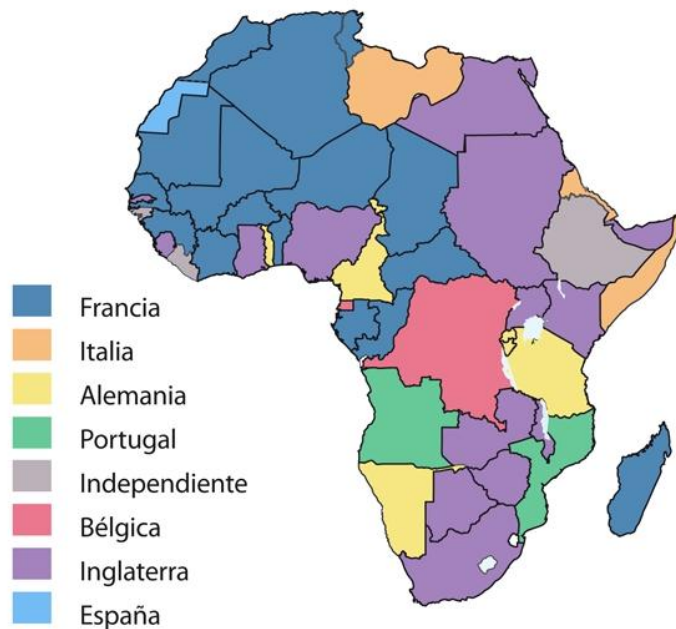 Francia
Italia
Alemania
Portugal
Independiente
Bélgica
Inglaterra
España